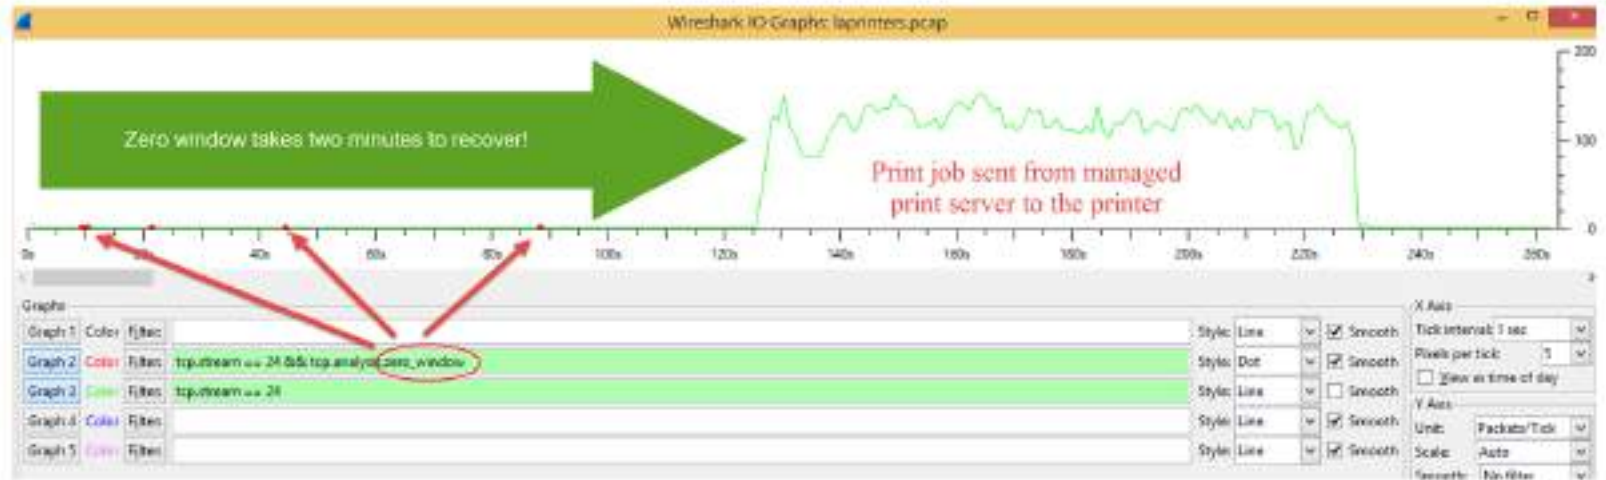 Wireshark IO Graphs: laprinters.pcap
200
Zero window takes two minutes to recover!
100
Print job sent from managed
print server to the printer
0
0s 20s 40s 60s 80s 100s 120s 140s 160s 180s 200s 220s 240s 260s
Graphs
X Axis
Graph 1 Color Filter: Style: Line Smooth
Tick interval: 1 sec
Graph 2 Color Filter: tcp.stream == 24 && tcp.analysis.zero_window Style: Dot Smooth
Pixels per tick: 5
View as time of day
Graph 3 Color Filter: tcp.stream == 24 Style: Line Smooth
Y Axis
Graph 4 Color Filter: Style: Line Smooth
Unit: Packets/Tick
Graph 5 Color Filter: Style: Line Smooth
Scale: Auto
Smooth: No filter